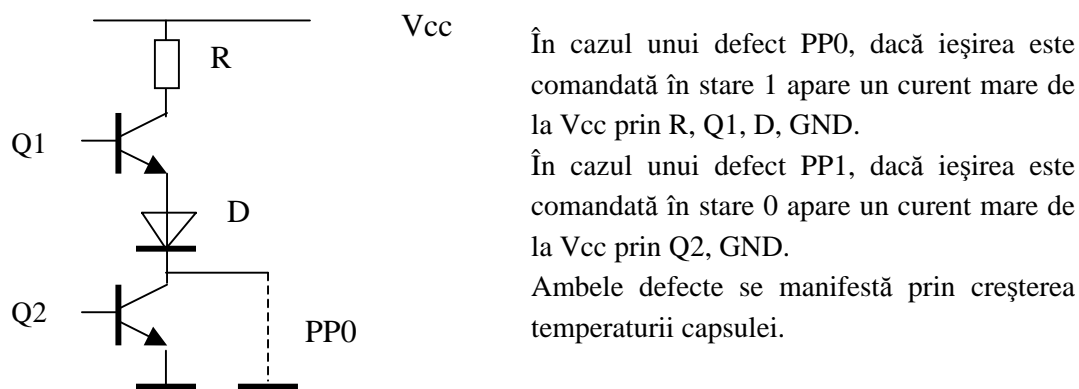 Vcc
R
Q1
D
Q2
PP0
În cazul unui defect PP0, dacă ieşirea este
comandată în stare 1 apare un curent mare de
la Vcc prin R, Q1, D, GND.
În cazul unui defect PP1, dacă ieşirea este
comandată în stare 0 apare un curent mare de
la Vcc prin Q2, GND.
Ambele defecte se manifestă prin creşterea
temperaturii capsulei.